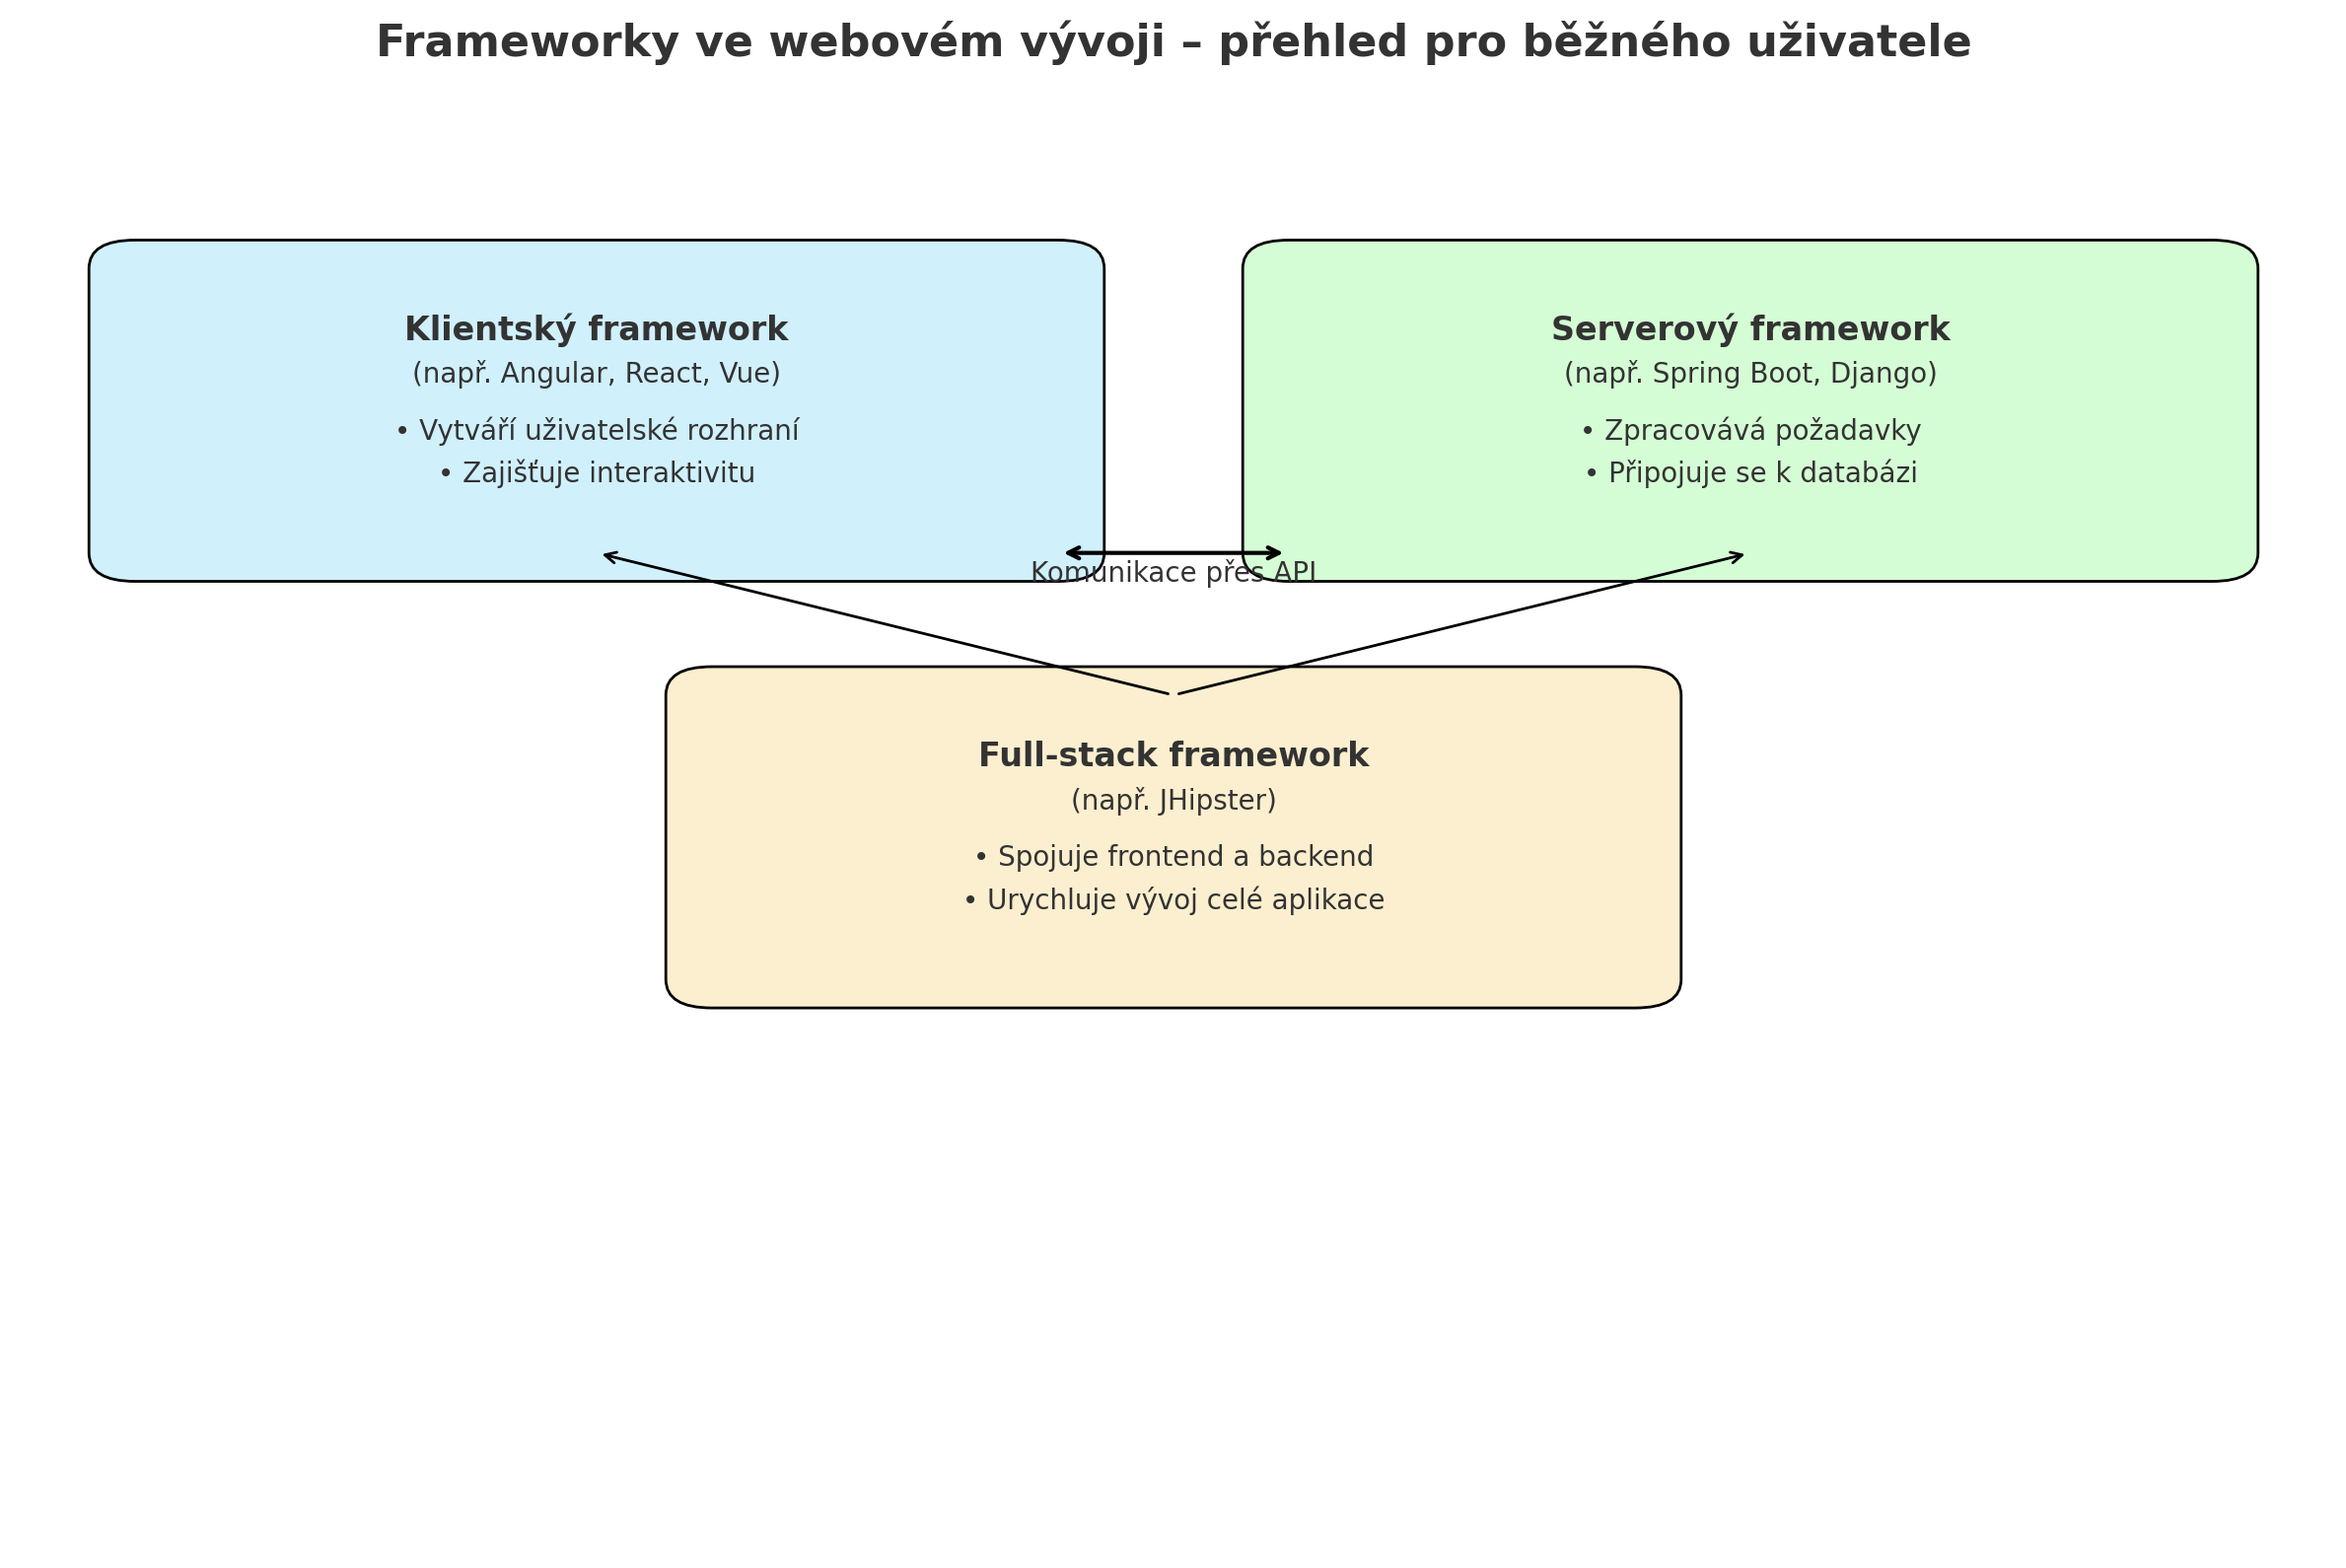 Frameworky ve webovém vývoji – přehled pro běžného uživatele
Klientský framework
(např. Angular, React, Vue)
• Vytváří uživatelské rozhraní
• Zajišťuje interaktivitu
Serverový framework
(např. Spring Boot, Django)
• Zpracovává požadavky
• Připojuje se k databázi
Komunikace přes API
Full-stack framework
(např. JHipster)
• Spojuje frontend a backend
• Urychluje vývoj celé aplikace